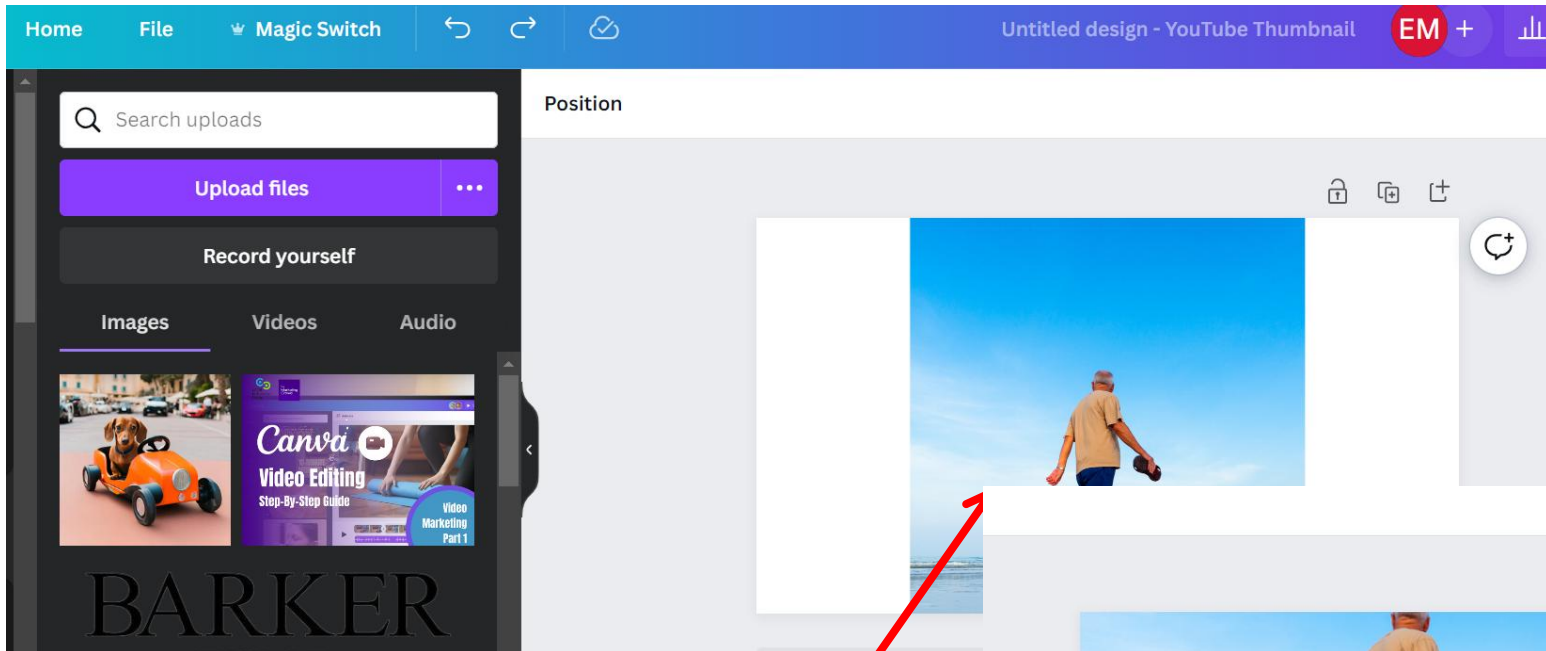 Home File Magic Switch Untitled design - YouTube Thumbnail EM +
Search uploads Position
Upload files
Record yourself
Images Videos Audio
Canva
Video Editing
Step-By-Step Guide
Video
Marketing
Part 1
BARKER